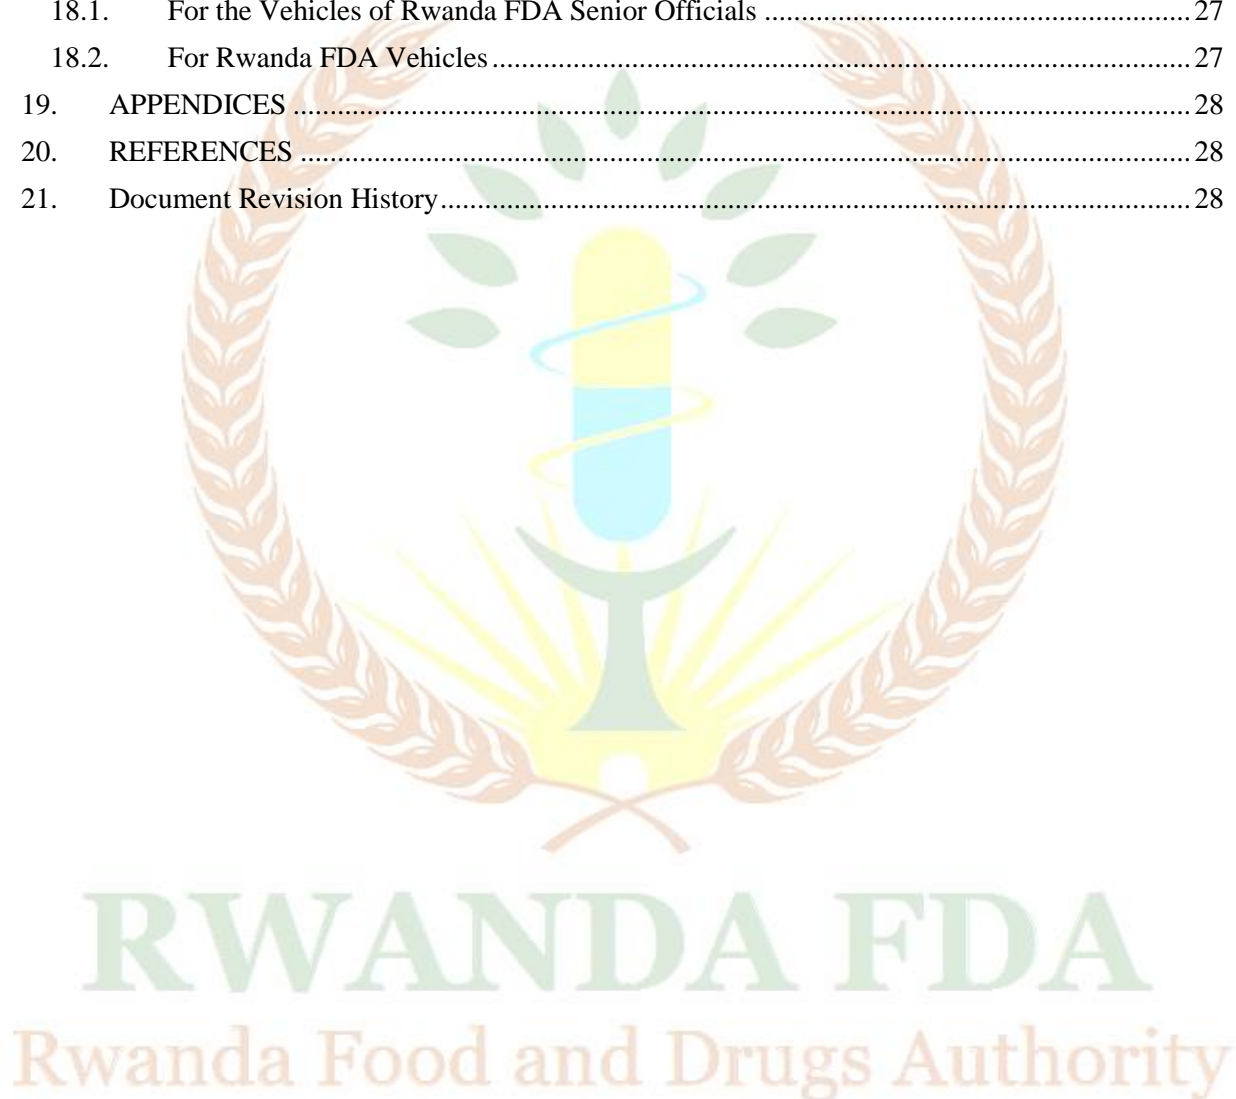 18.1. For the Vehicles of Rwanda FDA Senior Officials ........................................................... 27
18.2. For Rwanda FDA Vehicles ................................................................................................ 27
19. APPENDICES ............................................................................................................................ 28
20. REFERENCES ........................................................................................................................... 28
21. Document Revision History ....................................................................................................... 28
RWANDA FDA
Rwanda Food and Drugs Authority